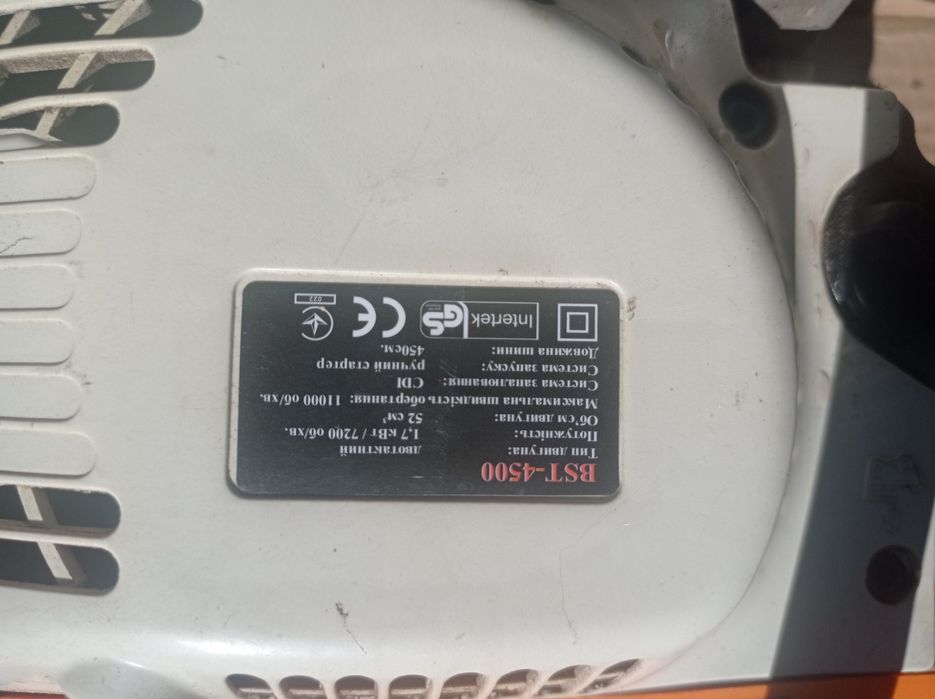 BST-4500
Тип двигуна: двотактний
Потужність: 1,7 кВт / 7200 об/хв.
Об'єм двигуна: 52 см³
Максимальна швидкість обертання: 11000 об/хв.
Система запалювання: CDI
Система запуску: ручний стартер
Довжина шини: 450см.
Intertek GS CE 022